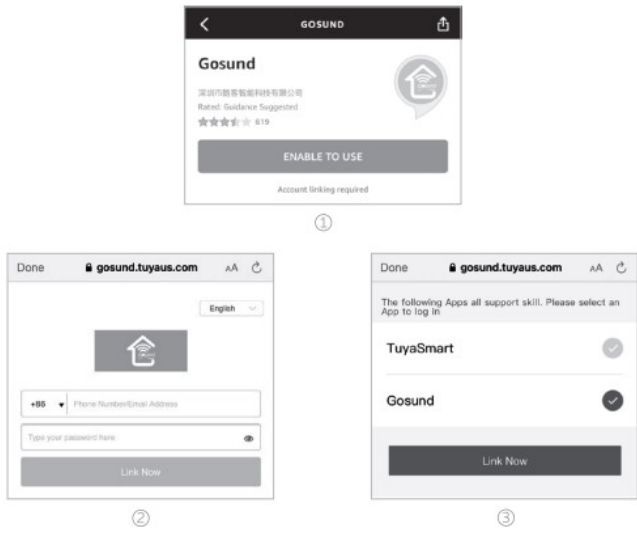 GOSUND
Gosund
深圳市酷客智能科技有限公司
Rated: Guidance Suggested
619
ENABLE TO USE
Account linking required
①
Done gosund.tuyaus.com AA
English
+86 Phone Number/Email Address
Type your password here
Link Now
②
Done gosund.tuyaus.com AA
The following Apps all support skill. Please select an
App to log in
TuyaSmart
Gosund
Link Now
③